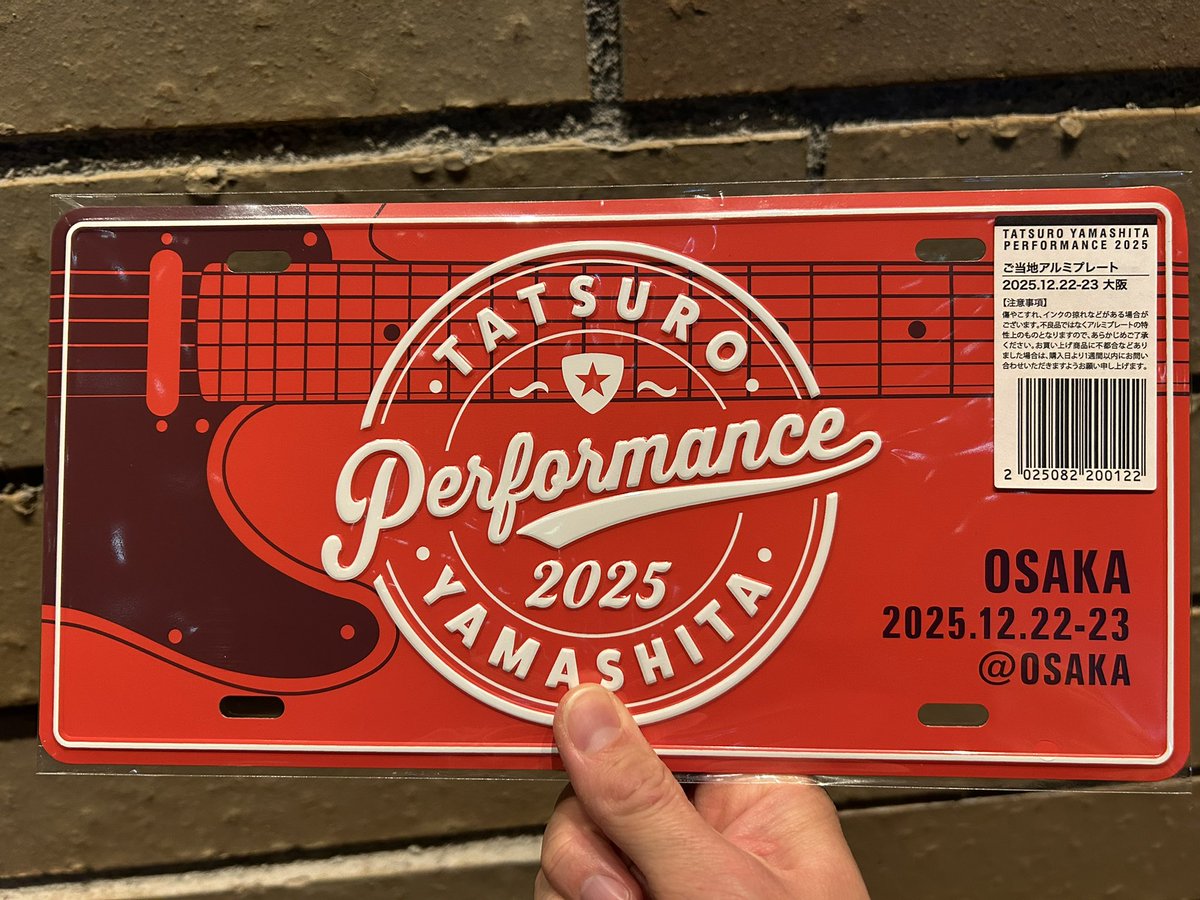 TATSURO
Performance
2025
YAMASHITA
TATSURO YAMASHITA
PERFORMANCE 2025
ご当地アルミプレート
2025.12.22-23 大阪
【注意事項】
傷やこすれ、インクの掠れなどがある場合が
ございます。不良品ではなくアルミプレートの特
性上のものとなりますので、あらかじめご了承
ください。お買い上げ商品に不都合などあり
ました場合は、購入日より1週間以内にお問い
合わせいただきますようお願い申し上げます。
2 025082 200122
OSAKA
2025.12.22-23
@OSAKA